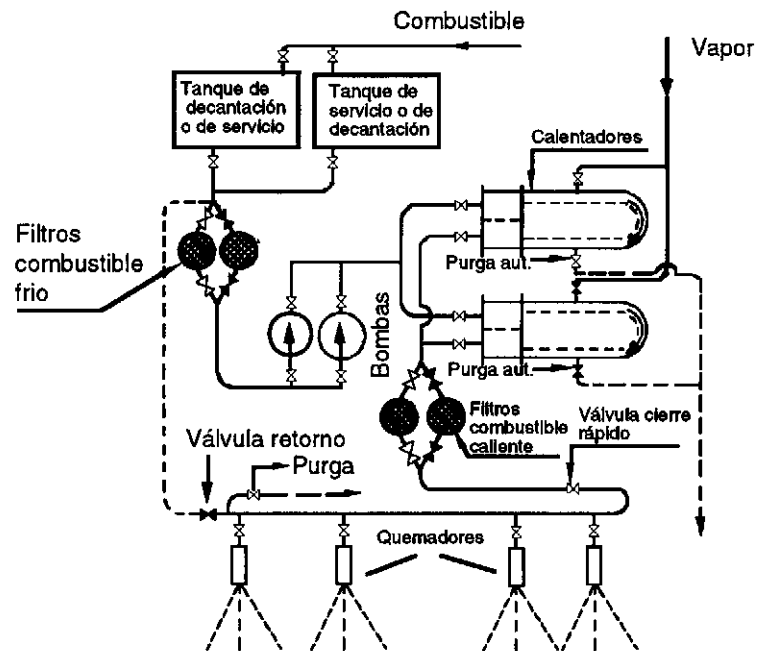 Combustible
Vapor
Tanque de
decantación
o de servicio
Tanque de
servicio o de
decantación
Calentadores
Filtros
combustible
frio
Purga aut.
Bombas
Purga aut.
Filtros
combustible
caliente
Válvula cierre
rápido
Válvula retorno
Purga
Quemadores